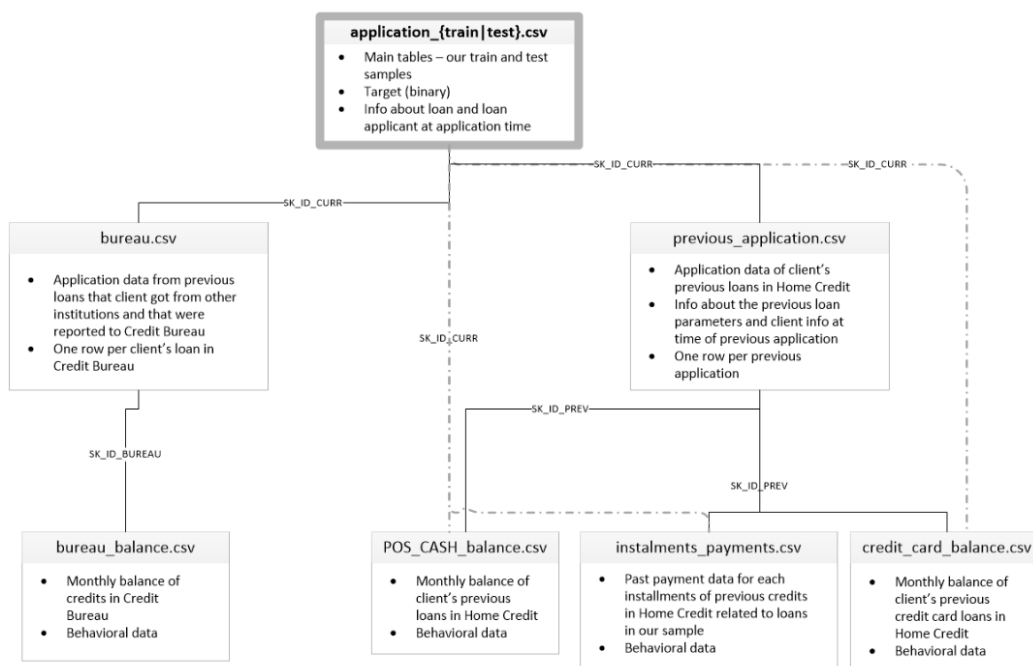 application_{train|test}.csv
• Main tables – our train and test
samples
• Target (binary)
• Info about loan and loan
applicant at application time
SK_ID_CURR
SK_ID_CURR
SK_ID_CURR
bureau.csv
• Application data from previous
loans that client got from other
institutions and that were
reported to Credit Bureau
• One row per client's loan in
Credit Bureau
previous_application.csv
• Application data of client's
previous loans in Home Credit
• Info about the previous loan
parameters and client info at
time of previous application
• One row per previous
application
SK_ID_CURR
SK_ID_PREV
SK_ID_BUREAU
SK_ID_PREV
bureau_balance.csv
• Monthly balance of
credits in Credit
Bureau
• Behavioral data
POS_CASH_balance.csv
• Monthly balance of
client's previous
loans in Home Credit
• Behavioral data
instalments_payments.csv
• Past payment data for each
installments of previous credits
in Home Credit related to loans
in our sample
• Behavioral data
credit_card_balance.csv
• Monthly balance of
client's previous
credit card loans in
Home Credit
• Behavioral data